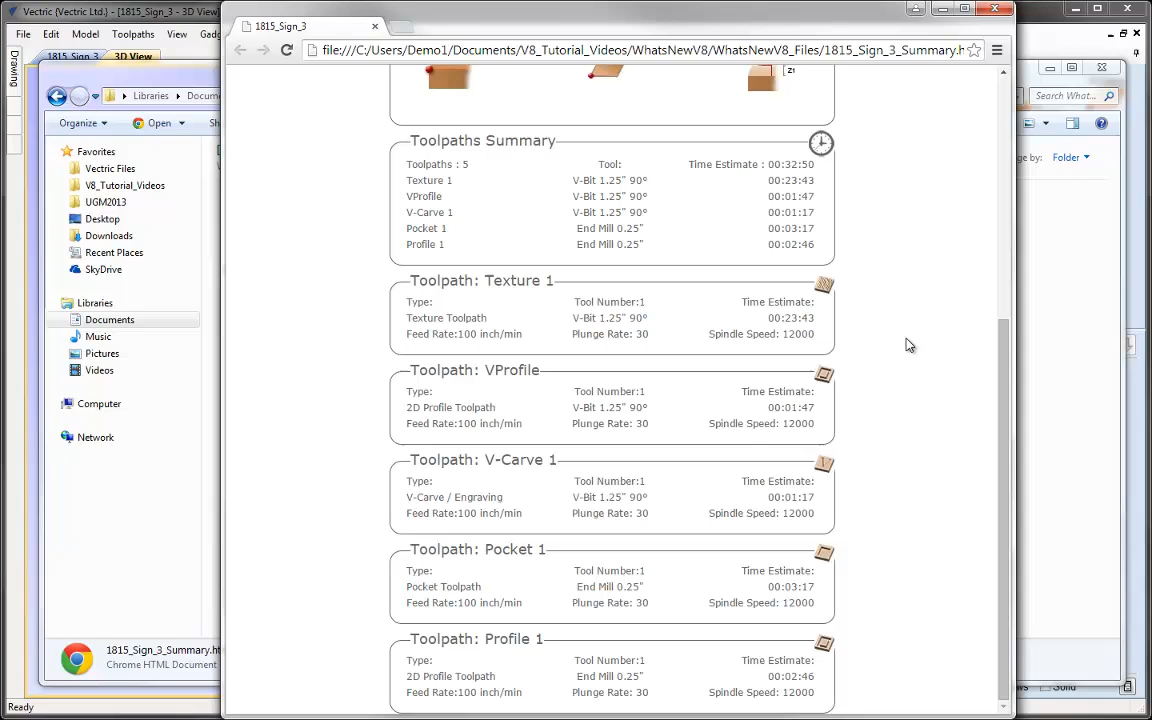 Vectric {Vectric Ltd.} - [1815_Sign_3 - 3D View]
File Edit Model Toolpaths View Gadg
1815_Sign_3 3D View
Drawing
Libraries Docume
Search What...
Organize Open Sh
Folder
Favorites
Vectric Files
V8_Tutorial_Videos
UGM2013
Desktop
Downloads
Recent Places
SkyDrive
Libraries
Documents
Music
Pictures
Videos
Computer
Network
1815_Sign_3_Summary.ht
Chrome HTML Document
Ready
Solid
1815_Sign_3
file:///C:/Users/Demo1/Documents/V8_Tutorial_Videos/WhatsNewV8/WhatsNewV8_Files/1815_Sign_3_Summary.h
Z1
Toolpaths Summary
Toolpaths : 5 Tool: Time Estimate : 00:32:50
Texture 1 V-Bit 1.25" 90° 00:23:43
VProfile V-Bit 1.25" 90° 00:01:47
V-Carve 1 V-Bit 1.25" 90° 00:01:17
Pocket 1 End Mill 0.25" 00:03:17
Profile 1 End Mill 0.25" 00:02:46
Toolpath: Texture 1
Type: Tool Number:1 Time Estimate:
Texture Toolpath V-Bit 1.25" 90° 00:23:43
Feed Rate:100 inch/min Plunge Rate: 30 Spindle Speed: 12000
Toolpath: VProfile
Type: Tool Number:1 Time Estimate:
2D Profile Toolpath V-Bit 1.25" 90° 00:01:47
Feed Rate:100 inch/min Plunge Rate: 30 Spindle Speed: 12000
Toolpath: V-Carve 1
Type: Tool Number:1 Time Estimate:
V-Carve / Engraving V-Bit 1.25" 90° 00:01:17
Feed Rate:100 inch/min Plunge Rate: 30 Spindle Speed: 12000
Toolpath: Pocket 1
Type: Tool Number:1 Time Estimate:
Pocket Toolpath End Mill 0.25" 00:03:17
Feed Rate:100 inch/min Plunge Rate: 30 Spindle Speed: 12000
Toolpath: Profile 1
Type: Tool Number:1 Time Estimate:
2D Profile Toolpath End Mill 0.25" 00:02:46
Feed Rate:100 inch/min Plunge Rate: 30 Spindle Speed: 12000